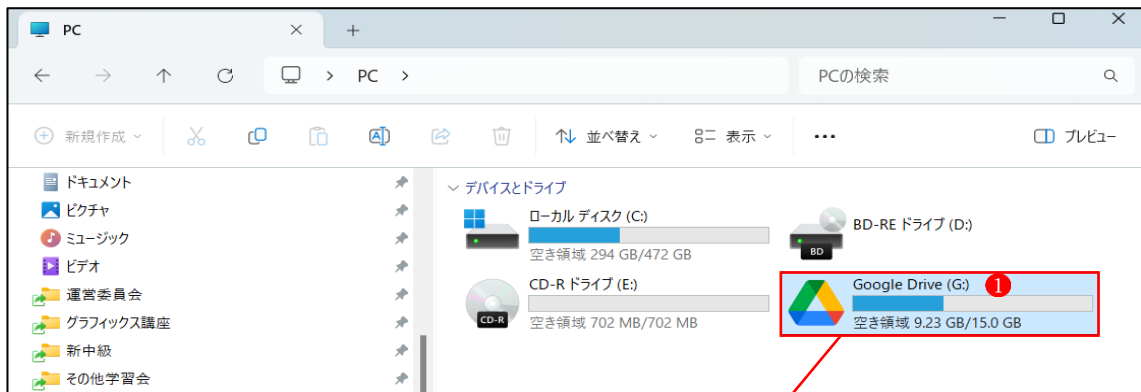 PC
PC
PCの検索
新規作成
並べ替え
表示
プレビュー
ドキュメント
ピクチャ
ミュージック
ビデオ
運営委員会
グラフィックス講座
新中級
その他学習会
デバイスとドライブ
ローカル ディスク (C:)
空き領域 294 GB/472 GB
BD
BD-RE ドライブ (D:)
CD-R
CD-R ドライブ (E:)
空き領域 702 MB/702 MB
Google Drive (G:) 1
空き領域 9.23 GB/15.0 GB